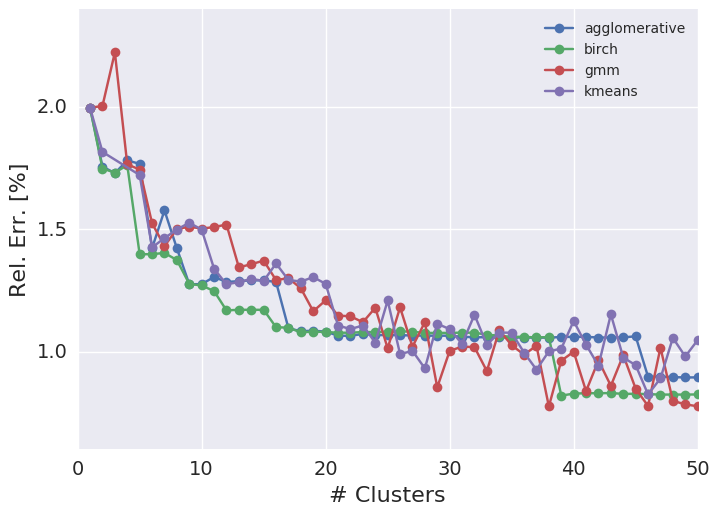 agglomerative
birch
gmm
kmeans
Rel. Err. [%]
2.0
1.5
1.0
0 10 20 30 40 50
# Clusters